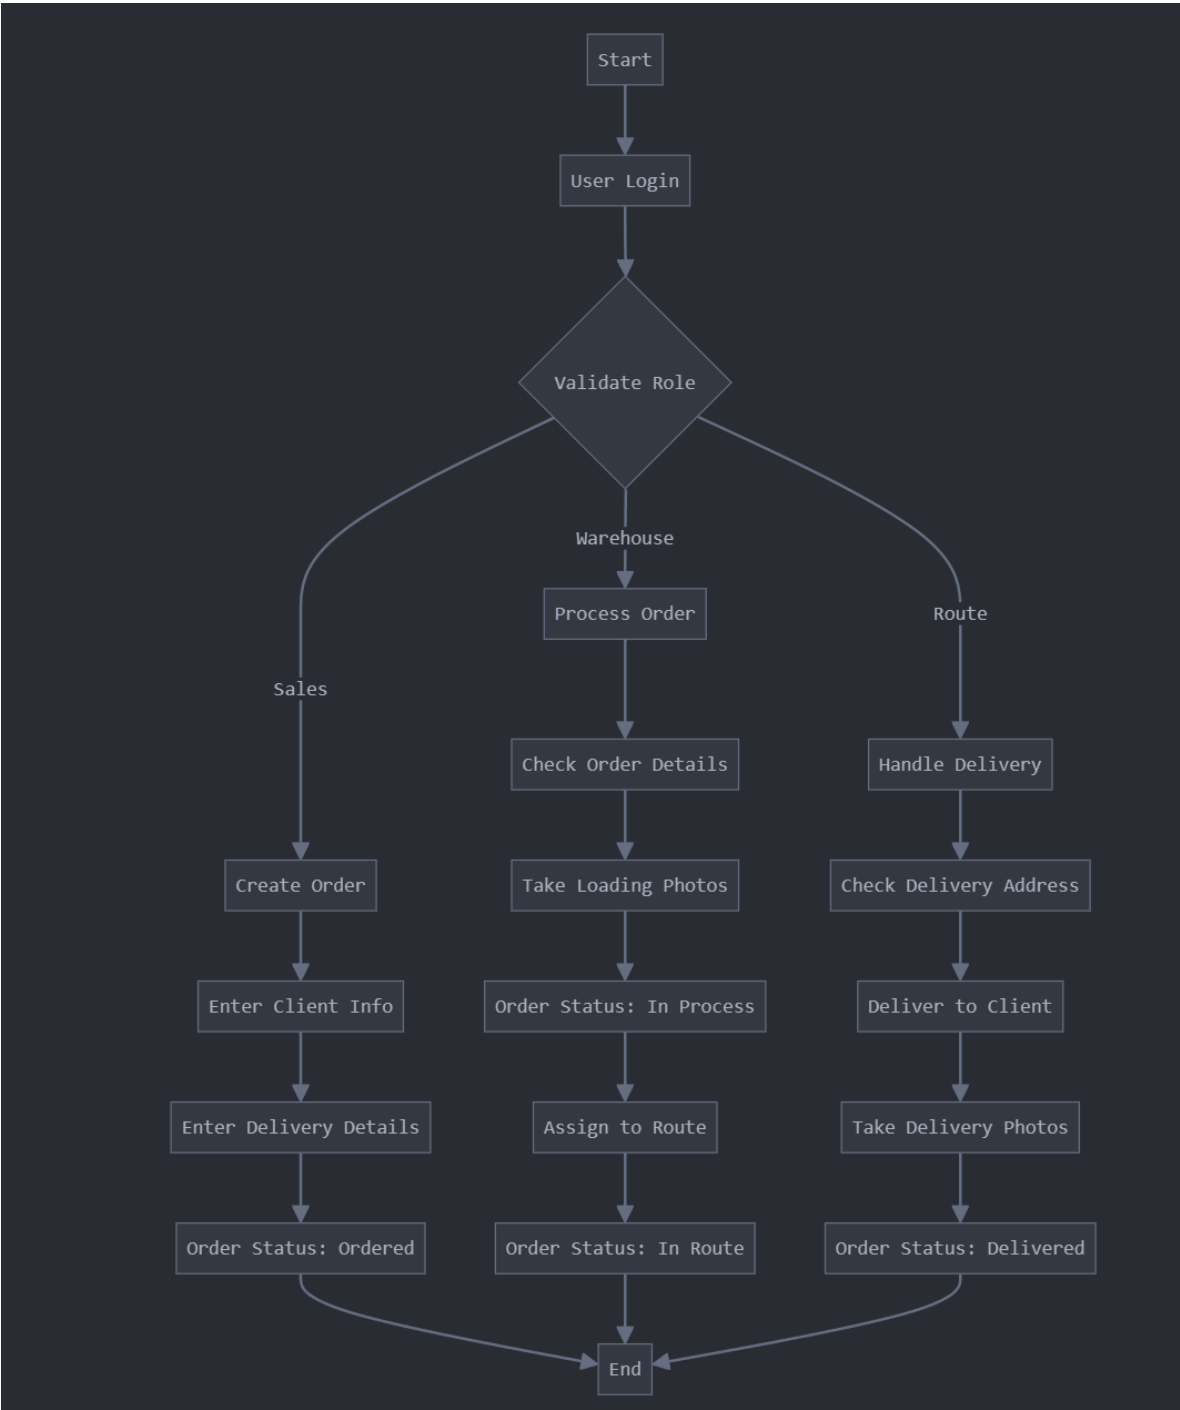 Start
User Login
Validate Role
Warehouse
Process Order
Route
Sales
Check Order Details
Handle Delivery
Create Order
Take Loading Photos
Check Delivery Address
Enter Client Info
Order Status: In Process
Deliver to Client
Enter Delivery Details
Assign to Route
Take Delivery Photos
Order Status: Ordered
Order Status: In Route
Order Status: Delivered
End